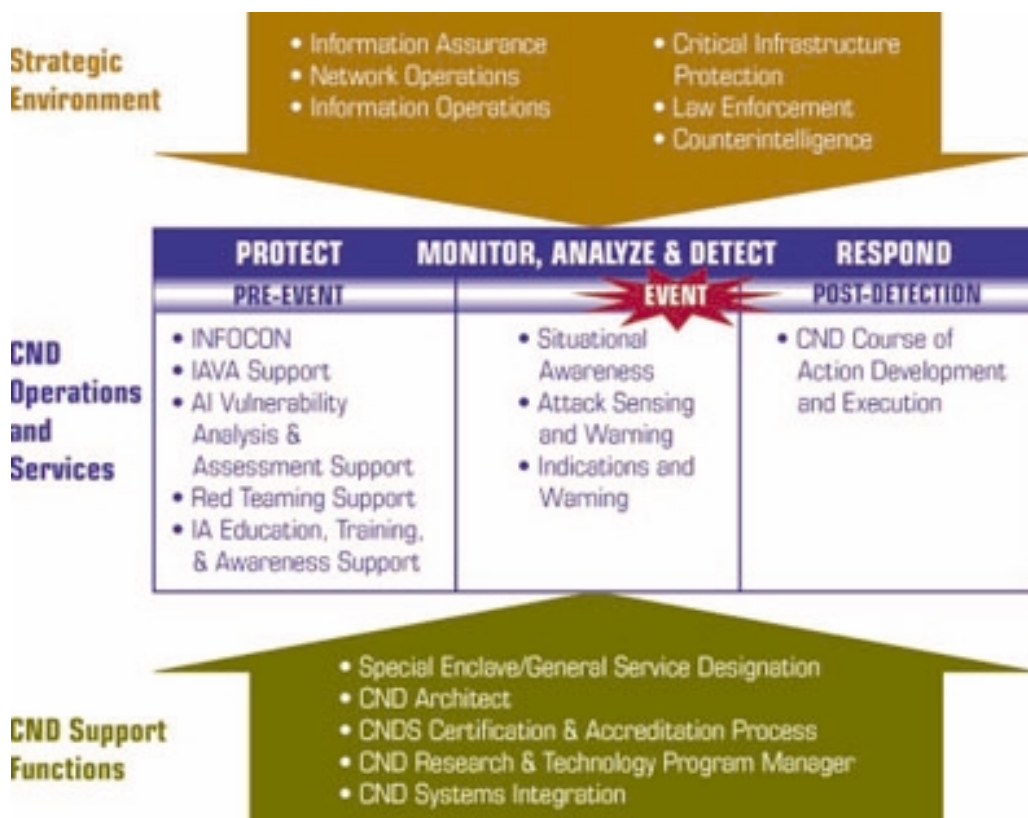 Strategic
Environment
• Information Assurance
• Network Operations
• Information Operations
• Critical Infrastructure
Protection
• Law Enforcement
• Counterintelligence
PROTECT
MONITOR, ANALYZE & DETECT
RESPOND
PRE-EVENT
EVENT
POST-DETECTION
CND
Operations
and
Services
• INFOCON
• IAVA Support
• AI Vulnerability
Analysis &
Assessment Support
• Red Teaming Support
• IA Education, Training,
& Awareness Support
• Situational
Awareness
• Attack Sensing
and Warning
• Indications and
Warning
• CND Course of
Action Development
and Execution
CND Support
Functions
• Special Enclave/General Service Designation
• CND Architect
• CNDS Certification & Accreditation Process
• CND Research & Technology Program Manager
• CND Systems Integration